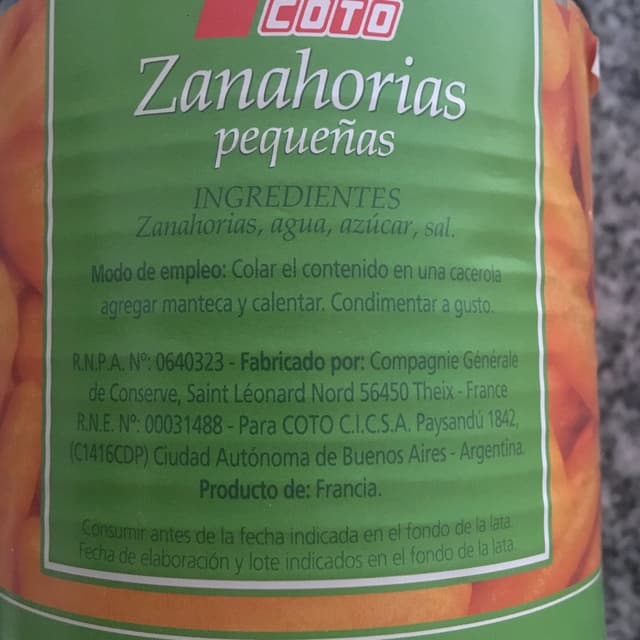 COTO
Zanahorias
pequeñas
INGREDIENTES
Zanahorias, agua, azúcar, sal.
Modo de empleo: Colar el contenido en una cacerola
agregar manteca y calentar. Condimentar a gusto.
R.N.P.A. Nº: 0640323 - Fabricado por: Compagnie Générale
de Conserve, Saint Léonard Nord 56450 Theix - France
R.N.E. Nº: 00031488 - Para COTO C.I.C.S.A. Paysandú 1842,
(C1416CDP) Ciudad Autónoma de Buenos Aires - Argentina.
Producto de: Francia.
Consumir antes de la fecha indicada en el fondo de la lata.
Fecha de elaboración y lote indicados en el fondo de la lata.